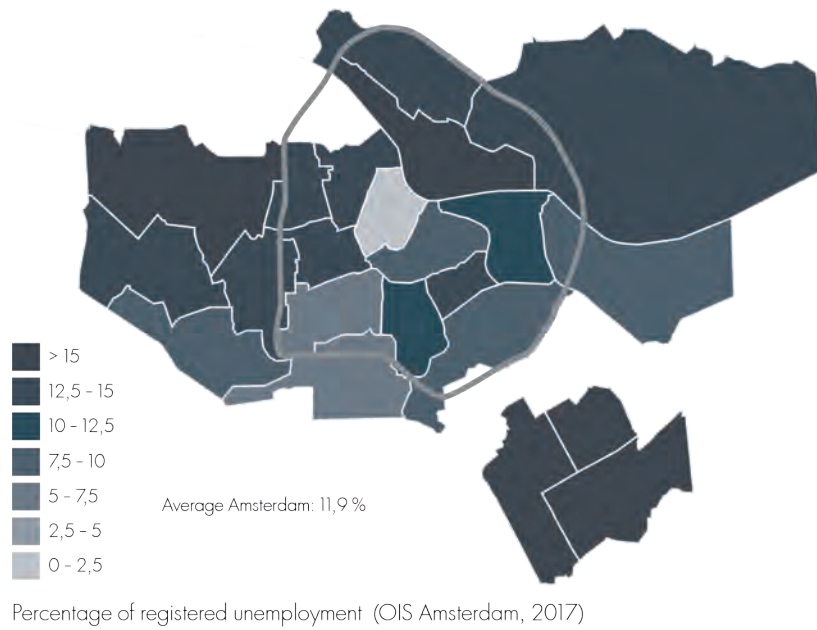 > 15
12,5 – 15
10 – 12,5
7,5 – 10
5 – 7,5
2,5 – 5
0 – 2,5
Average Amsterdam: 11,9 %
Percentage of registered unemployment (OIS Amsterdam, 2017)